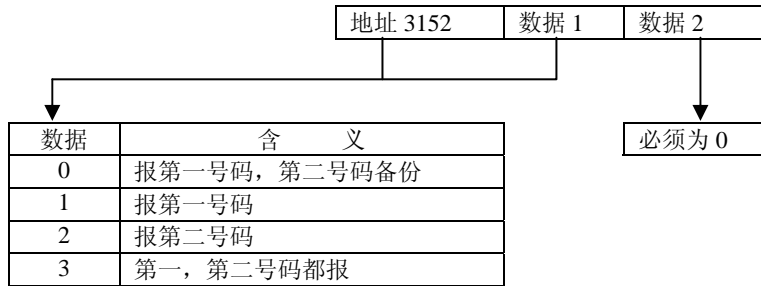 地址 3152 数据 1 数据 2
数据 含 义 必须为 0
0 报第一号码，第二号码备份
1 报第一号码
2 报第二号码
3 第一，第二号码都报